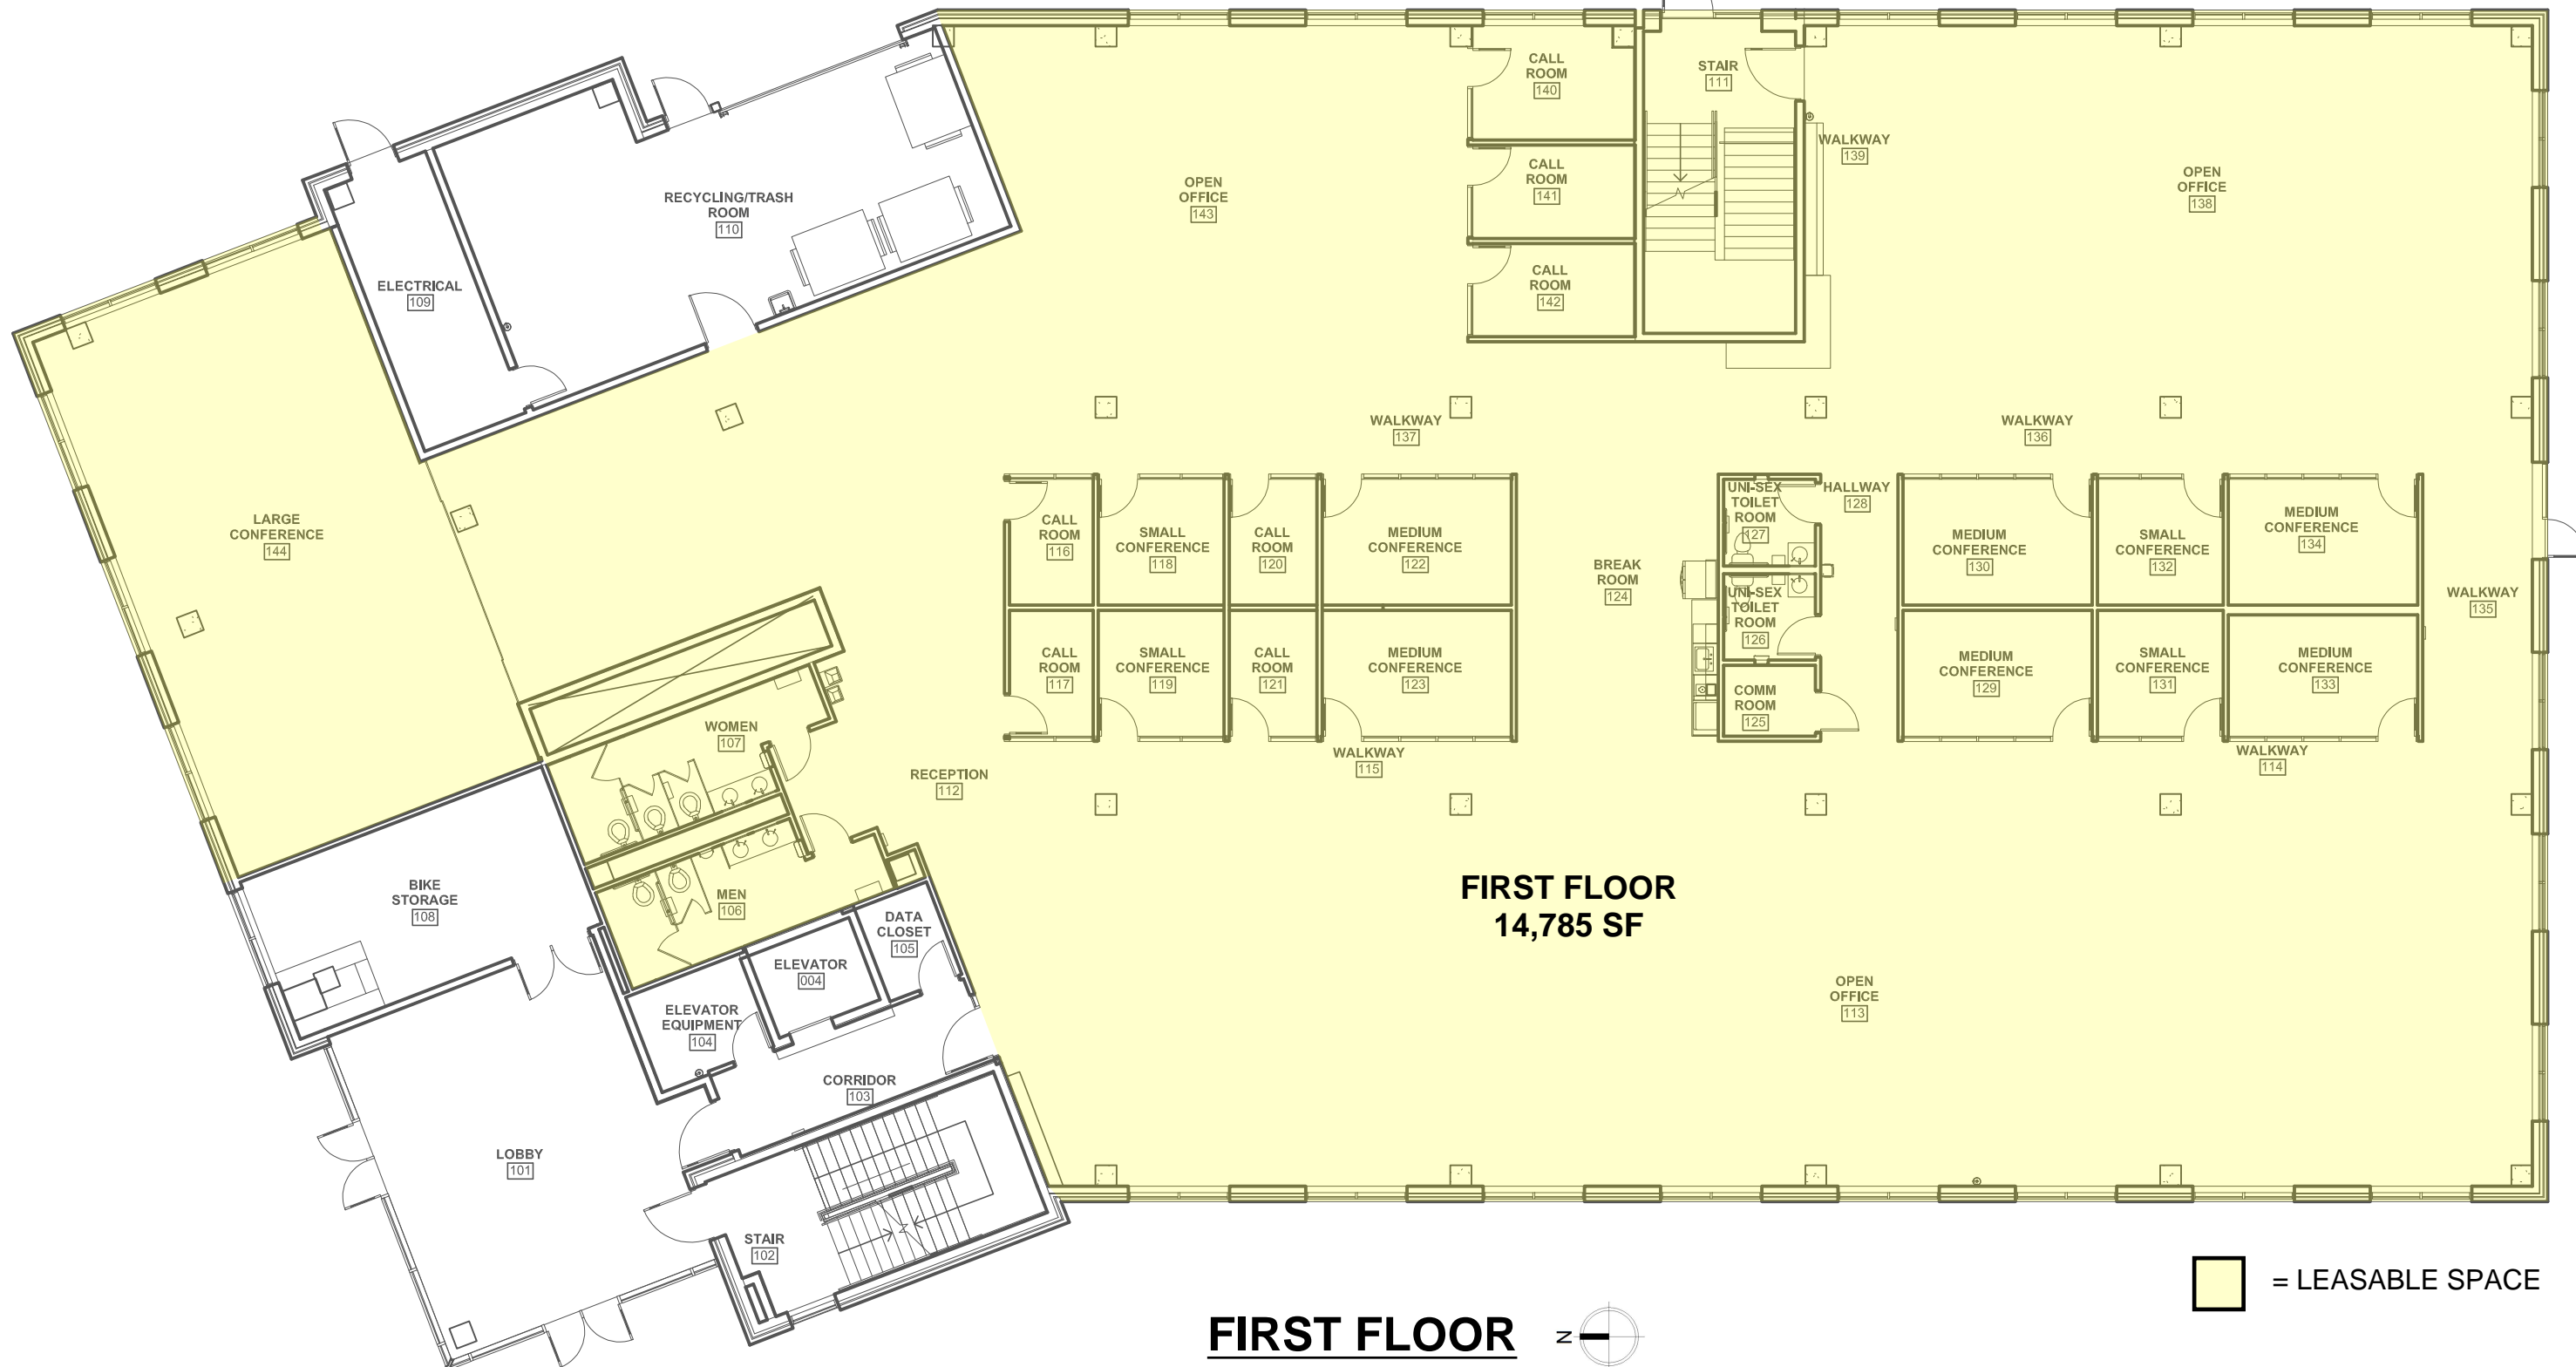 CALL
ROOM
140
STAIR
111
WALKWAY
139
CALL
ROOM
141
OPEN
OFFICE
143
OPEN
OFFICE
138
RECYCLING/TRASH
ROOM
110
ELECTRICAL
109
CALL
ROOM
142
WALKWAY
137
WALKWAY
136
LARGE
CONFERENCE
144
CALL
ROOM
116
SMALL
CONFERENCE
118
CALL
ROOM
120
MEDIUM
CONFERENCE
122
BREAK
ROOM
124
UNI-SEX
TOILET
ROOM
127
HALLWAY
128
MEDIUM
CONFERENCE
130
SMALL
CONFERENCE
132
MEDIUM
CONFERENCE
134
WALKWAY
135
UNI-SEX
TOILET
ROOM
126
CALL
ROOM
117
SMALL
CONFERENCE
119
CALL
ROOM
121
MEDIUM
CONFERENCE
123
COMM
ROOM
125
MEDIUM
CONFERENCE
129
SMALL
CONFERENCE
131
MEDIUM
CONFERENCE
133
WOMEN
107
WALKWAY
115
WALKWAY
114
RECEPTION
112
BIKE
STORAGE
108
MEN
106
DATA
CLOSET
105
FIRST FLOOR
14,785 SF
ELEVATOR
004
OPEN
OFFICE
113
ELEVATOR
EQUIPMENT
104
CORRIDOR
103
LOBBY
101
STAIR
102
= LEASABLE SPACE
FIRST FLOOR
N